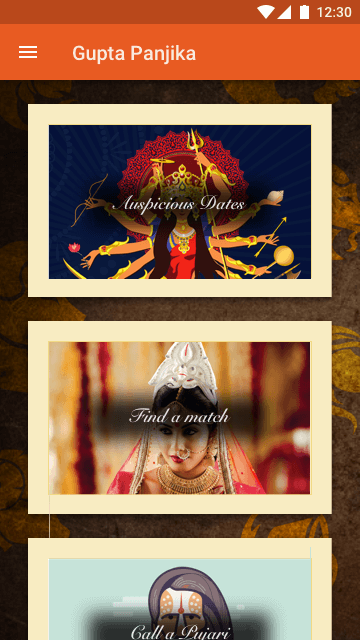 12:30
Gupta Panjika
Auspicious Dates
Find a match
Call a Pujari